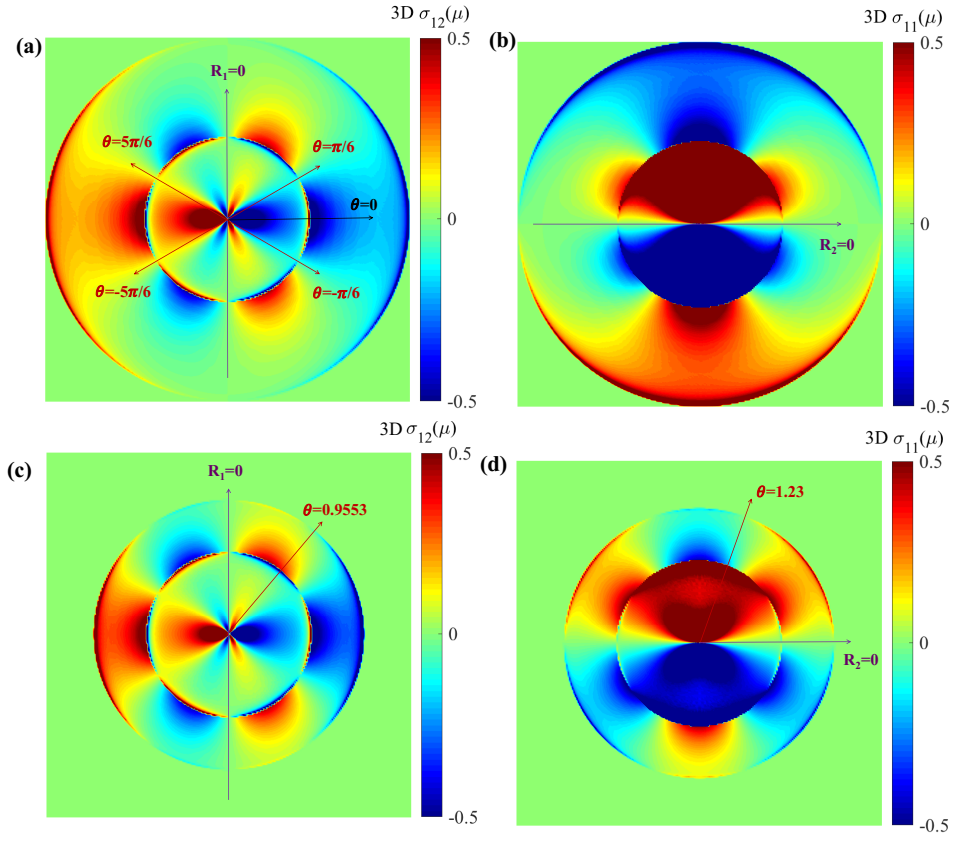 3D σ₁₂(μ)
(a)
0.5
R₁=0
θ=5π/6
θ=π/6
θ=0
0
θ=-5π/6
θ=-π/6
-0.5
3D σ₁₁(μ)
(b)
0.5
R₂=0
0
-0.5
3D σ₁₂(μ)
(c)
0.5
R₁=0
θ=0.9553
0
-0.5
3D σ₁₁(μ)
(d)
0.5
θ=1.23
R₂=0
0
-0.5